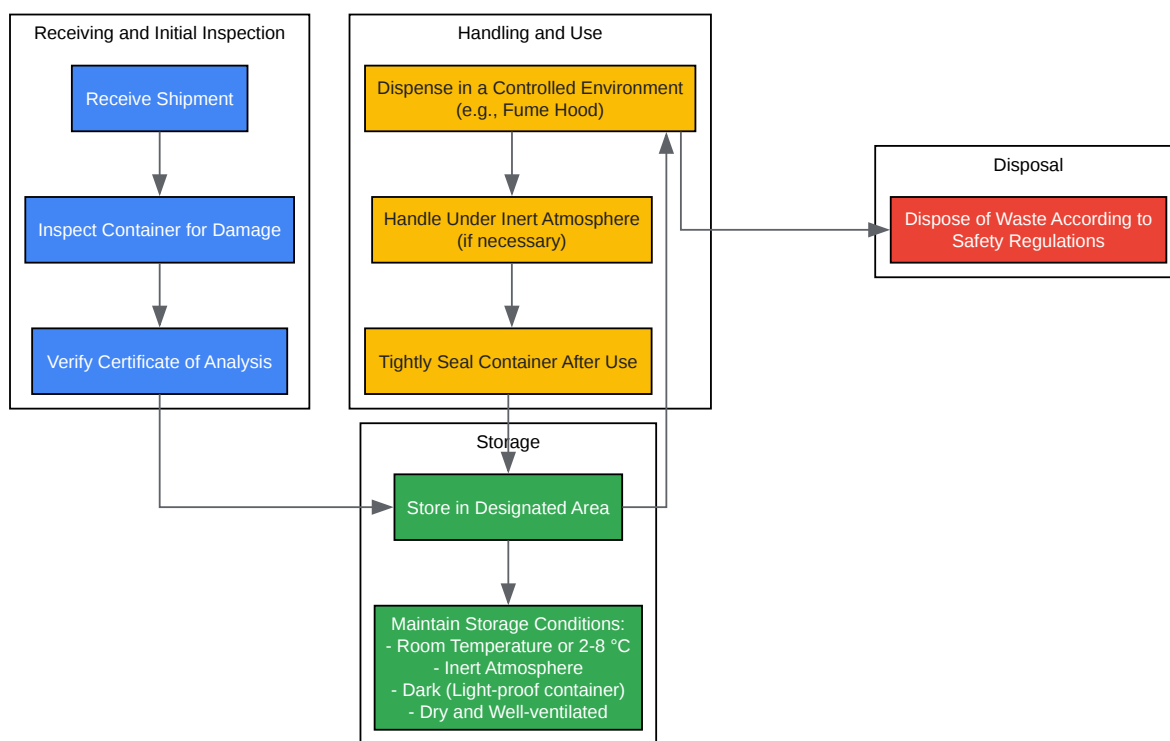 Receiving and Initial Inspection
Receive Shipment
Inspect Container for Damage
Verify Certificate of Analysis
Handling and Use
Dispense in a Controlled Environment
(e.g., Fume Hood)
Handle Under Inert Atmosphere
(if necessary)
Tightly Seal Container After Use
Storage
Store in Designated Area
Maintain Storage Conditions:
- Room Temperature or 2-8 °C
- Inert Atmosphere
- Dark (Light-proof container)
- Dry and Well-ventilated
Disposal
Dispose of Waste According to
Safety Regulations